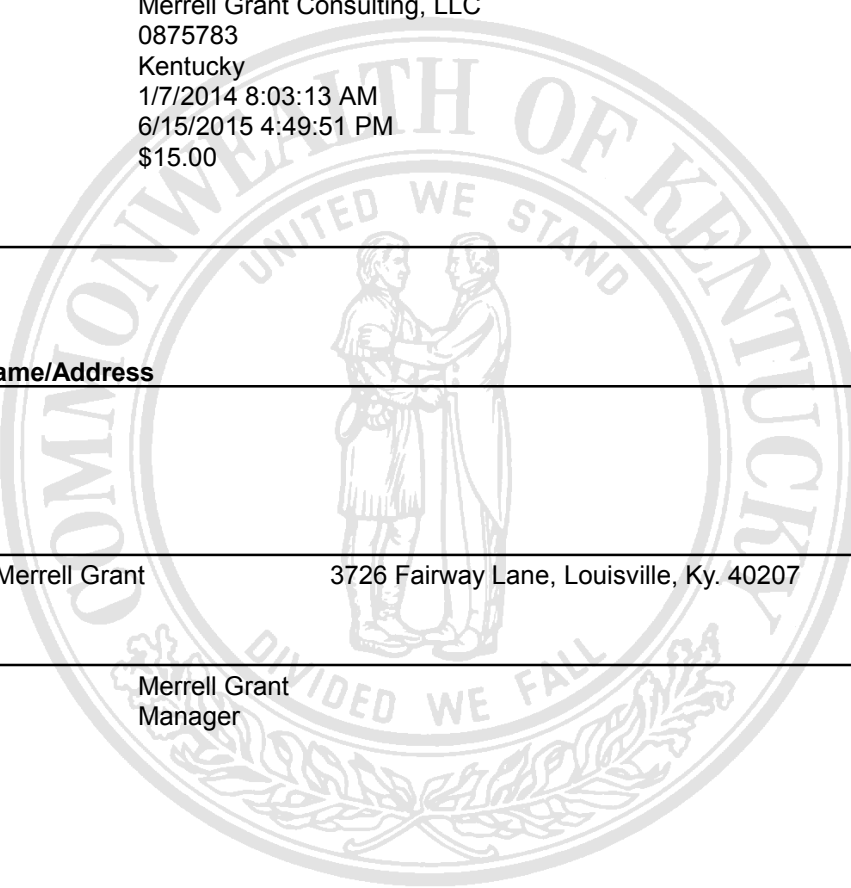 Merrell Grant Consulting, LLC
0875783
Kentucky
1/7/2014 8:03:13 AM
6/15/2015 4:49:51 PM
$15.00
COMMONWEALTH OF KENTUCKY
UNITED WE STAND
ame/Address
Merrell Grant 3726 Fairway Lane, Louisville, Ky. 40207
DIVIDED WE FALL
Merrell Grant
Manager